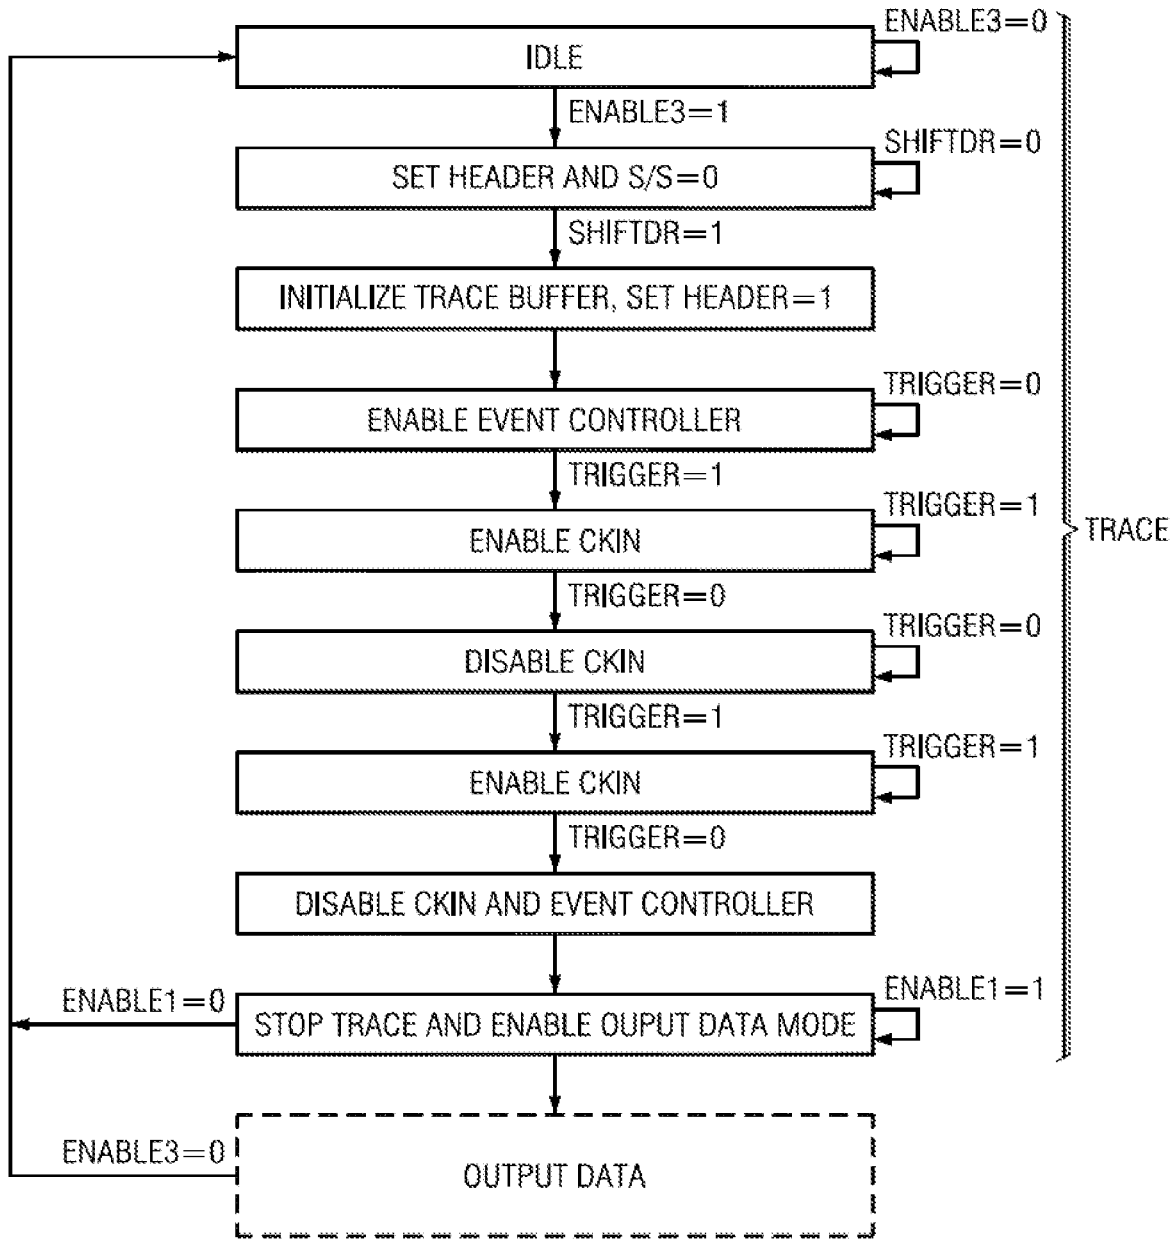 ENABLE3=0
IDLE
ENABLE3=1
SHIFTDR=0
SET HEADER AND S/S=0
SHIFTDR=1
INITIALIZE TRACE BUFFER, SET HEADER=1
TRIGGER=0
ENABLE EVENT CONTROLLER
TRIGGER=1
TRIGGER=1
ENABLE CKIN
TRACE
TRIGGER=0
TRIGGER=0
DISABLE CKIN
TRIGGER=1
TRIGGER=1
ENABLE CKIN
TRIGGER=0
DISABLE CKIN AND EVENT CONTROLLER
ENABLE1=0
ENABLE1=1
STOP TRACE AND ENABLE OUPUT DATA MODE
ENABLE3=0
OUTPUT DATA